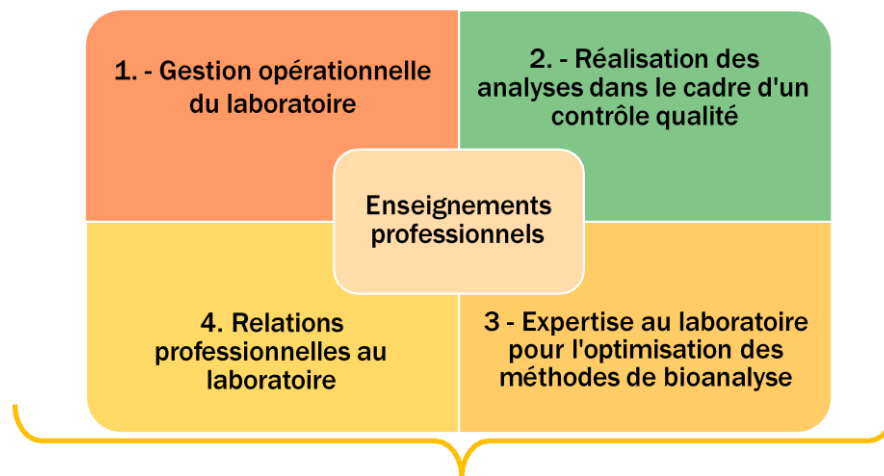 1. - Gestion opérationnelle
du laboratoire
2. - Réalisation des
analyses dans le cadre d'un
contrôle qualité
Enseignements
professionnels
4. Relations
professionnelles au
laboratoire
3 - Expertise au laboratoire
pour l'optimisation des
méthodes de bioanalyse